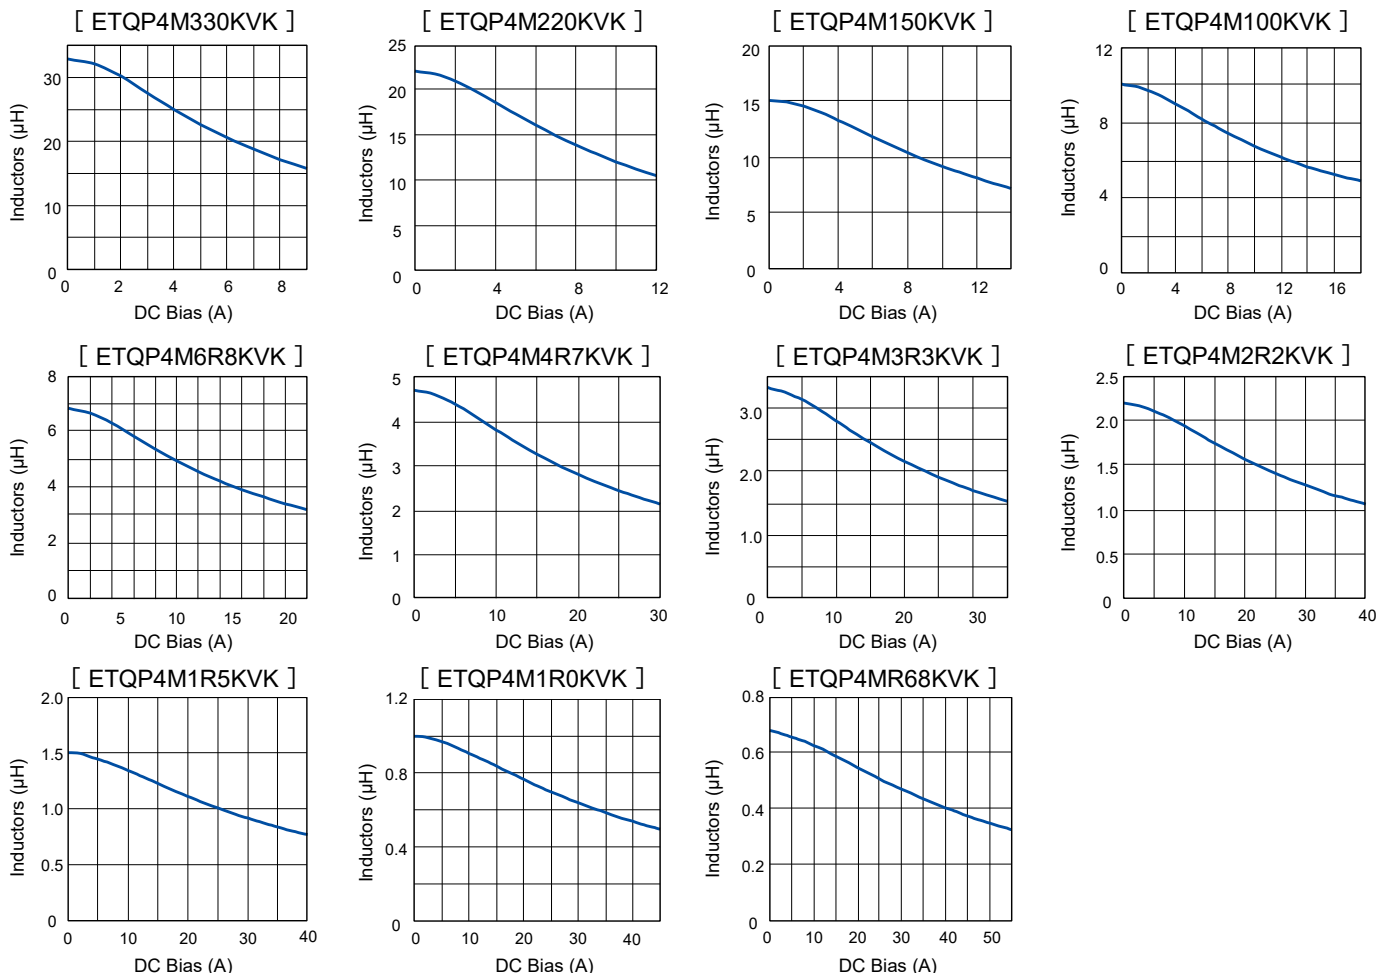 [ ETQP4M330KVK ]
30
20
10
0
0 2 4 6 8
Inductors (µH)
DC Bias (A)
[ ETQP4M220KVK ]
25
20
15
10
5
0
0 4 8 12
Inductors (µH)
DC Bias (A)
[ ETQP4M150KVK ]
20
15
10
5
0
0 4 8 12
Inductors (µH)
DC Bias (A)
[ ETQP4M100KVK ]
12
8
4
0
0 4 8 12 16
Inductors (µH)
DC Bias (A)
[ ETQP4M6R8KVK ]
8
6
4
2
0
0 5 10 15 20
Inductors (µH)
DC Bias (A)
[ ETQP4M4R7KVK ]
5
4
3
2
1
0
0 10 20 30
Inductors (µH)
DC Bias (A)
[ ETQP4M3R3KVK ]
3.0
2.0
1.0
0
0 10 20 30
Inductors (µH)
DC Bias (A)
[ ETQP4M2R2KVK ]
2.5
2.0
1.5
1.0
0.5
0
0 10 20 30 40
Inductors (µH)
DC Bias (A)
[ ETQP4M1R5KVK ]
2.0
1.5
1.0
0.5
0
0 10 20 30 40
Inductors (µH)
DC Bias (A)
[ ETQP4M1R0KVK ]
1.2
0.8
0.4
0
0 10 20 30 40
Inductors (µH)
DC Bias (A)
[ ETQP4MR68KVK ]
0.8
0.6
0.4
0.2
0
0 10 20 30 40 50
Inductors (µH)
DC Bias (A)